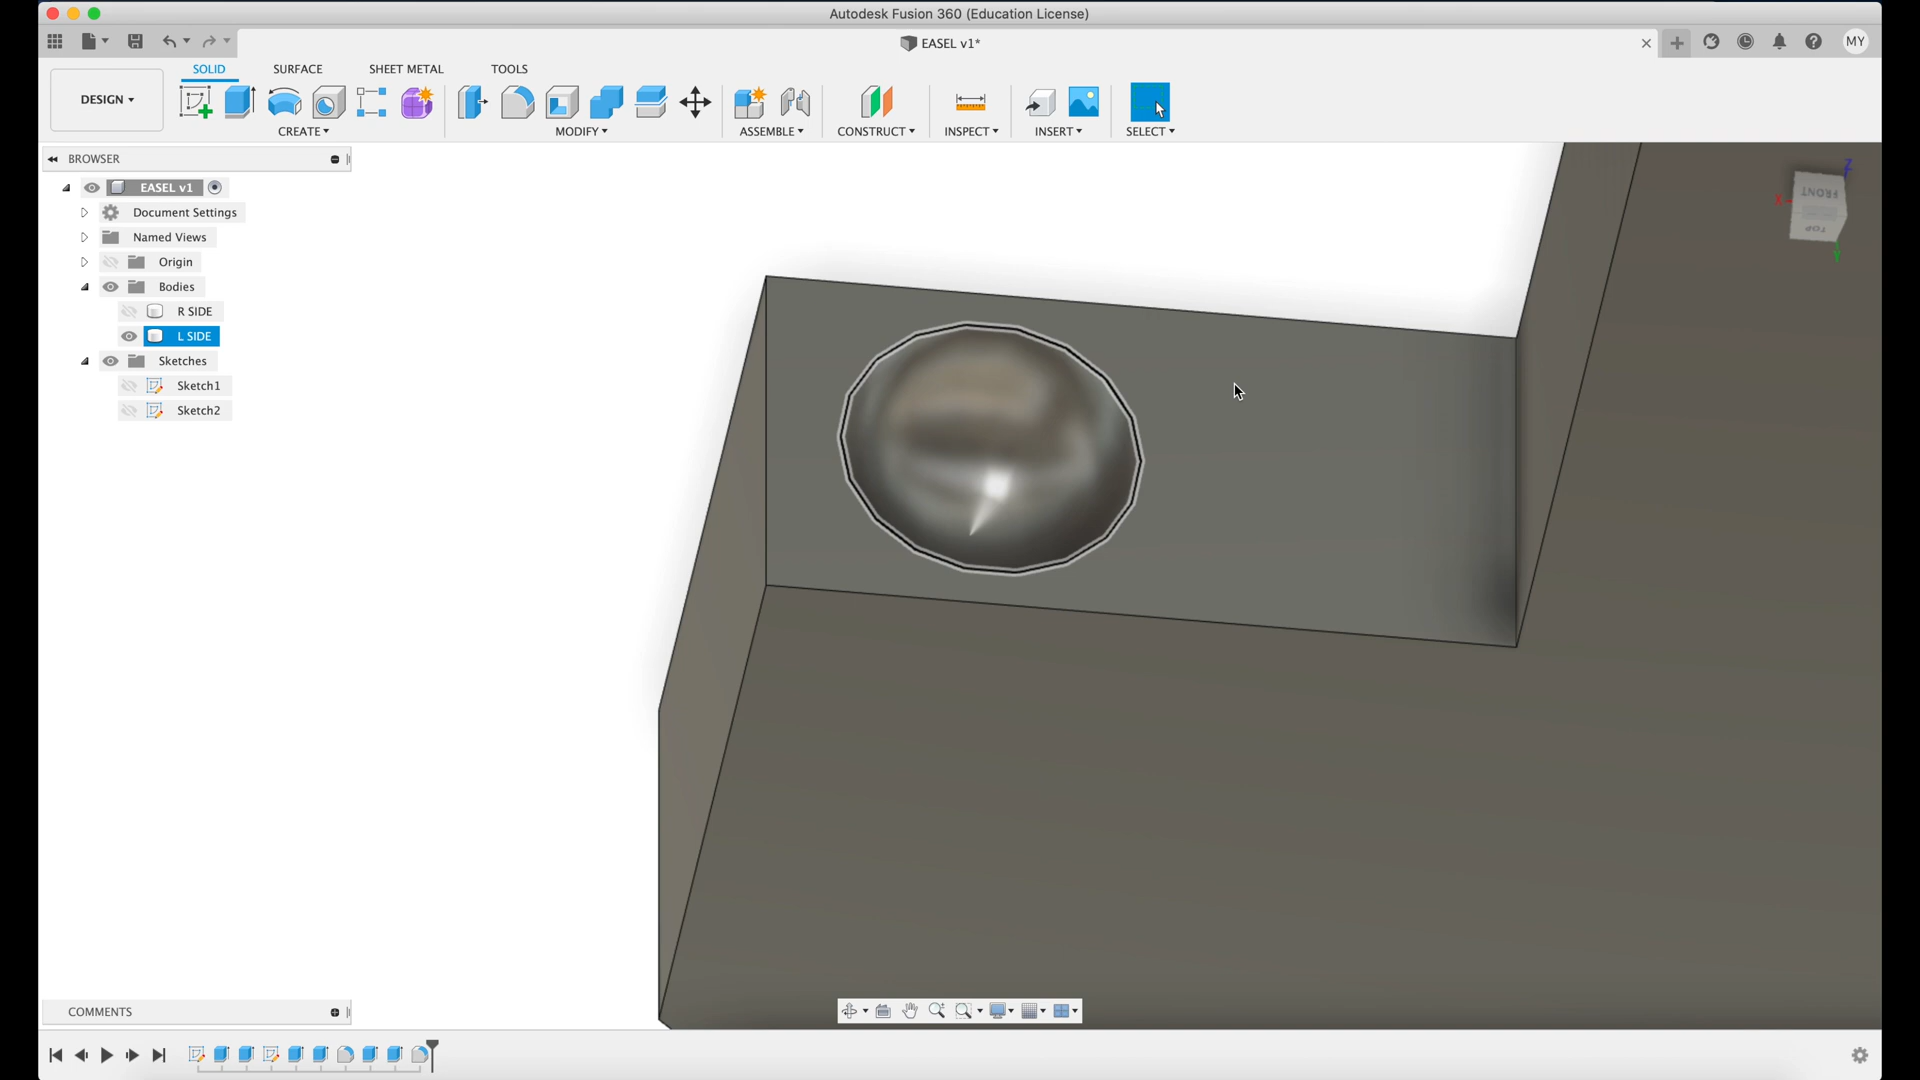 Autodesk Fusion 360 (Education License)
EASEL v1*
MY
DESIGN
SOLID
SURFACE
SHEET METAL
TOOLS
CREATE
MODIFY
ASSEMBLE
CONSTRUCT
INSPECT
INSERT
SELECT
BROWSER
EASEL v1
Document Settings
Named Views
Origin
Bodies
R SIDE
L SIDE
Sketches
Sketch1
Sketch2
Z
X
FRONT
TOP
Y
COMMENTS